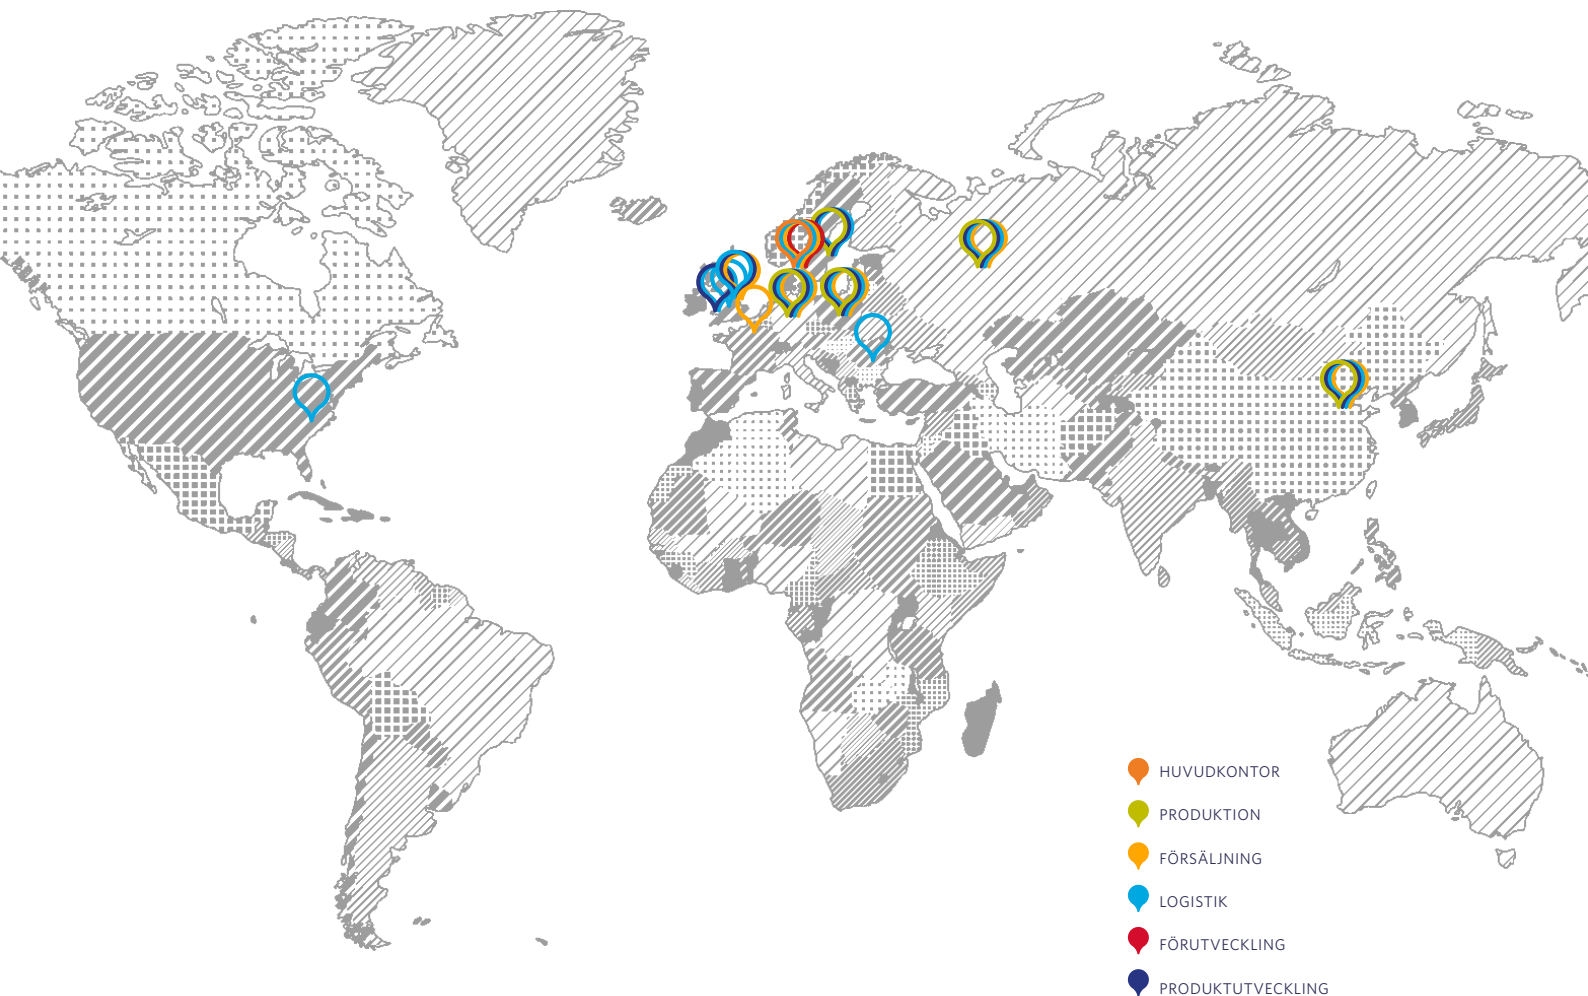 HUVUDKONTOR
PRODUKTION
FÖRSÄLJNING
LOGISTIK
FÖRUTVECKLING
PRODUKTUTVECKLING